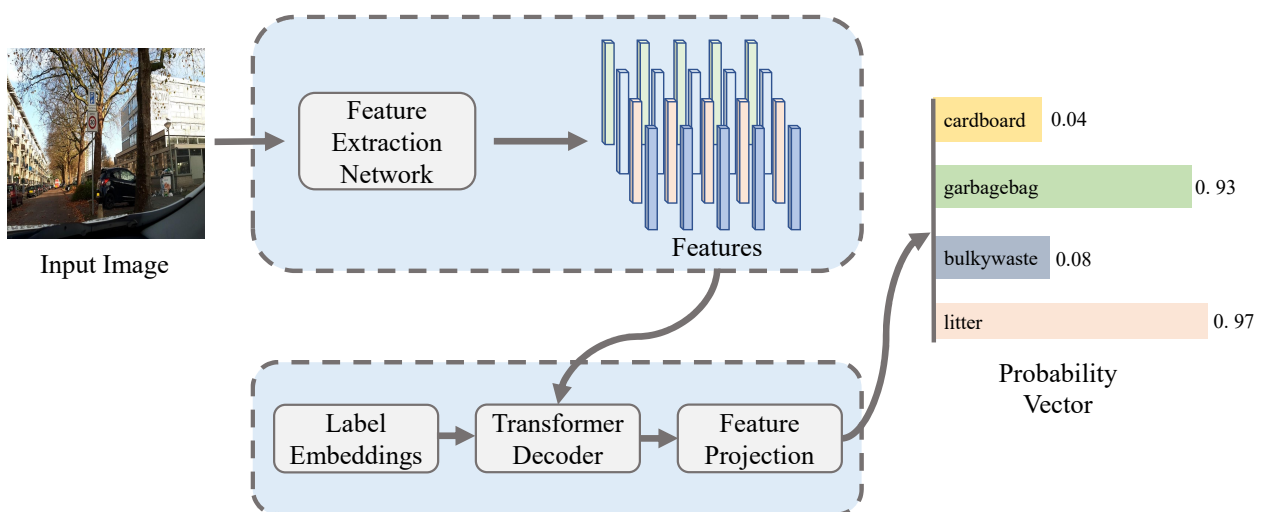 Input Image
Feature
Extraction
Network
Features
Label
Embeddings
Transformer
Decoder
Feature
Projection
cardboard 0.04
garbagebag 0. 93
bulkywaste 0.08
litter 0. 97
Probability
Vector